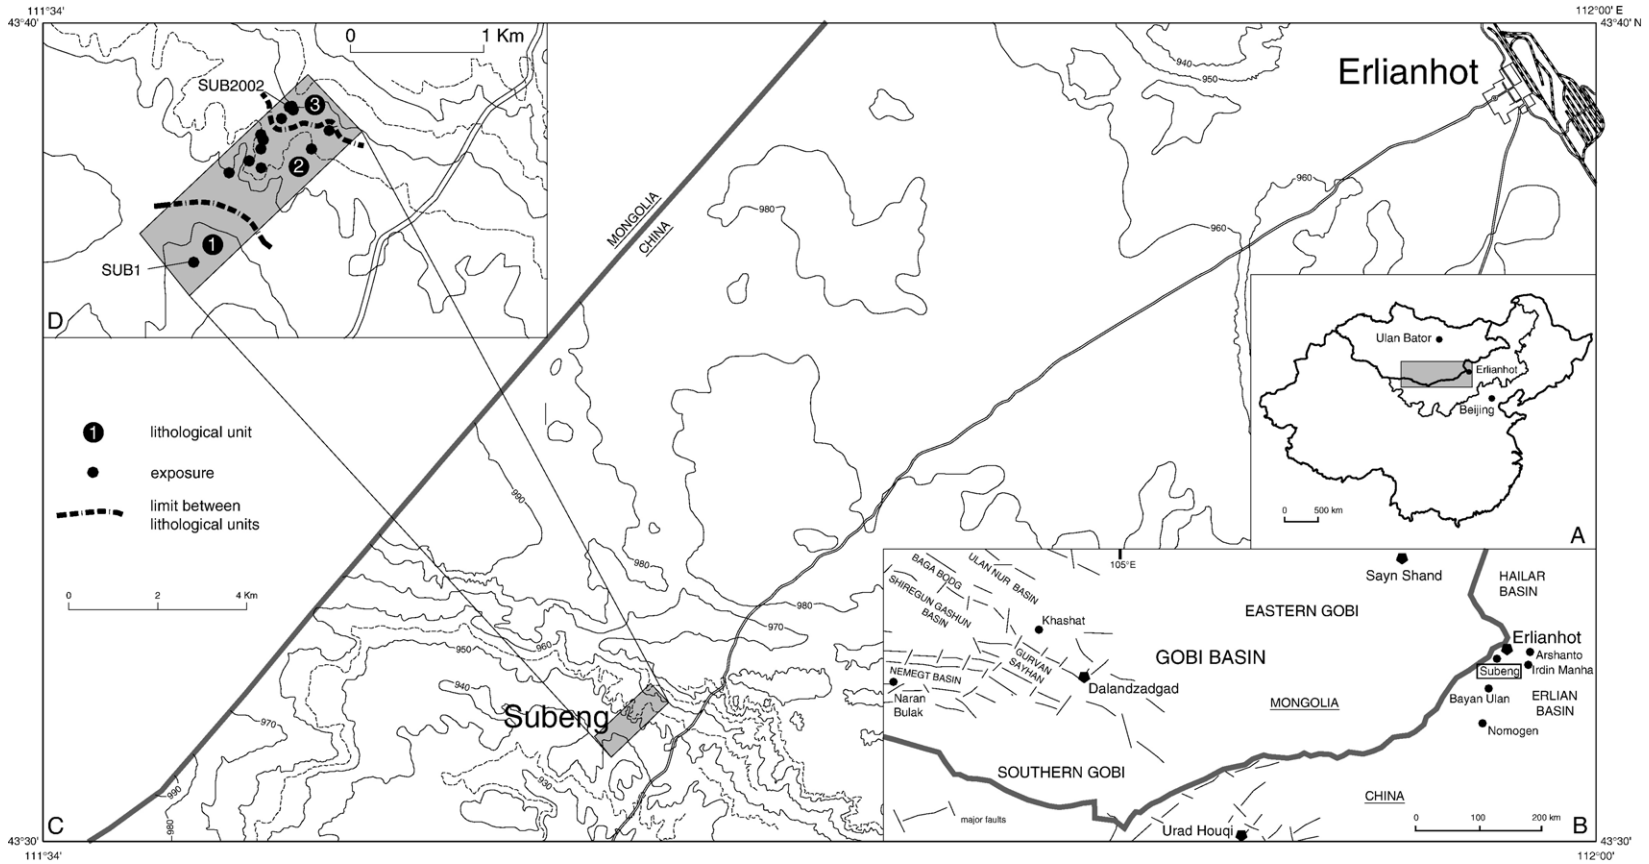 111°34'
112°00' E
43°40'
43°40' N
0 1 Km
SUB2002
3
2
1
SUB1
D
MONGOLIA
CHINA
Erlianhot
940
950
980
960
960
Ulan Bator
Erlianhot
Beijing
0 500 km
A
1 lithological unit
exposure
limit between
lithological units
0 2 4 Km
990
980
980
970
960
950
940
970
930
990
980
Subeng
C
105°E
BAGA BODG
ULAN NUR BASIN
SHIREGUN GASHUN
BASIN
Khashat
GURVAN
SAYHAN
NEMEGT BASIN
Naran
Bulak
Dalandzadgad
GOBI BASIN
EASTERN GOBI
Sayn Shand
HAILAR
BASIN
Erlianhot
Arshanto
Irdin Manha
Subeng
Bayan Ulan
ERLIAN
BASIN
Nomogen
MONGOLIA
SOUTHERN GOBI
CHINA
major faults
Urad Houqi
0 100 200 km
B
43°30'
43°30'
111°34'
112°00'